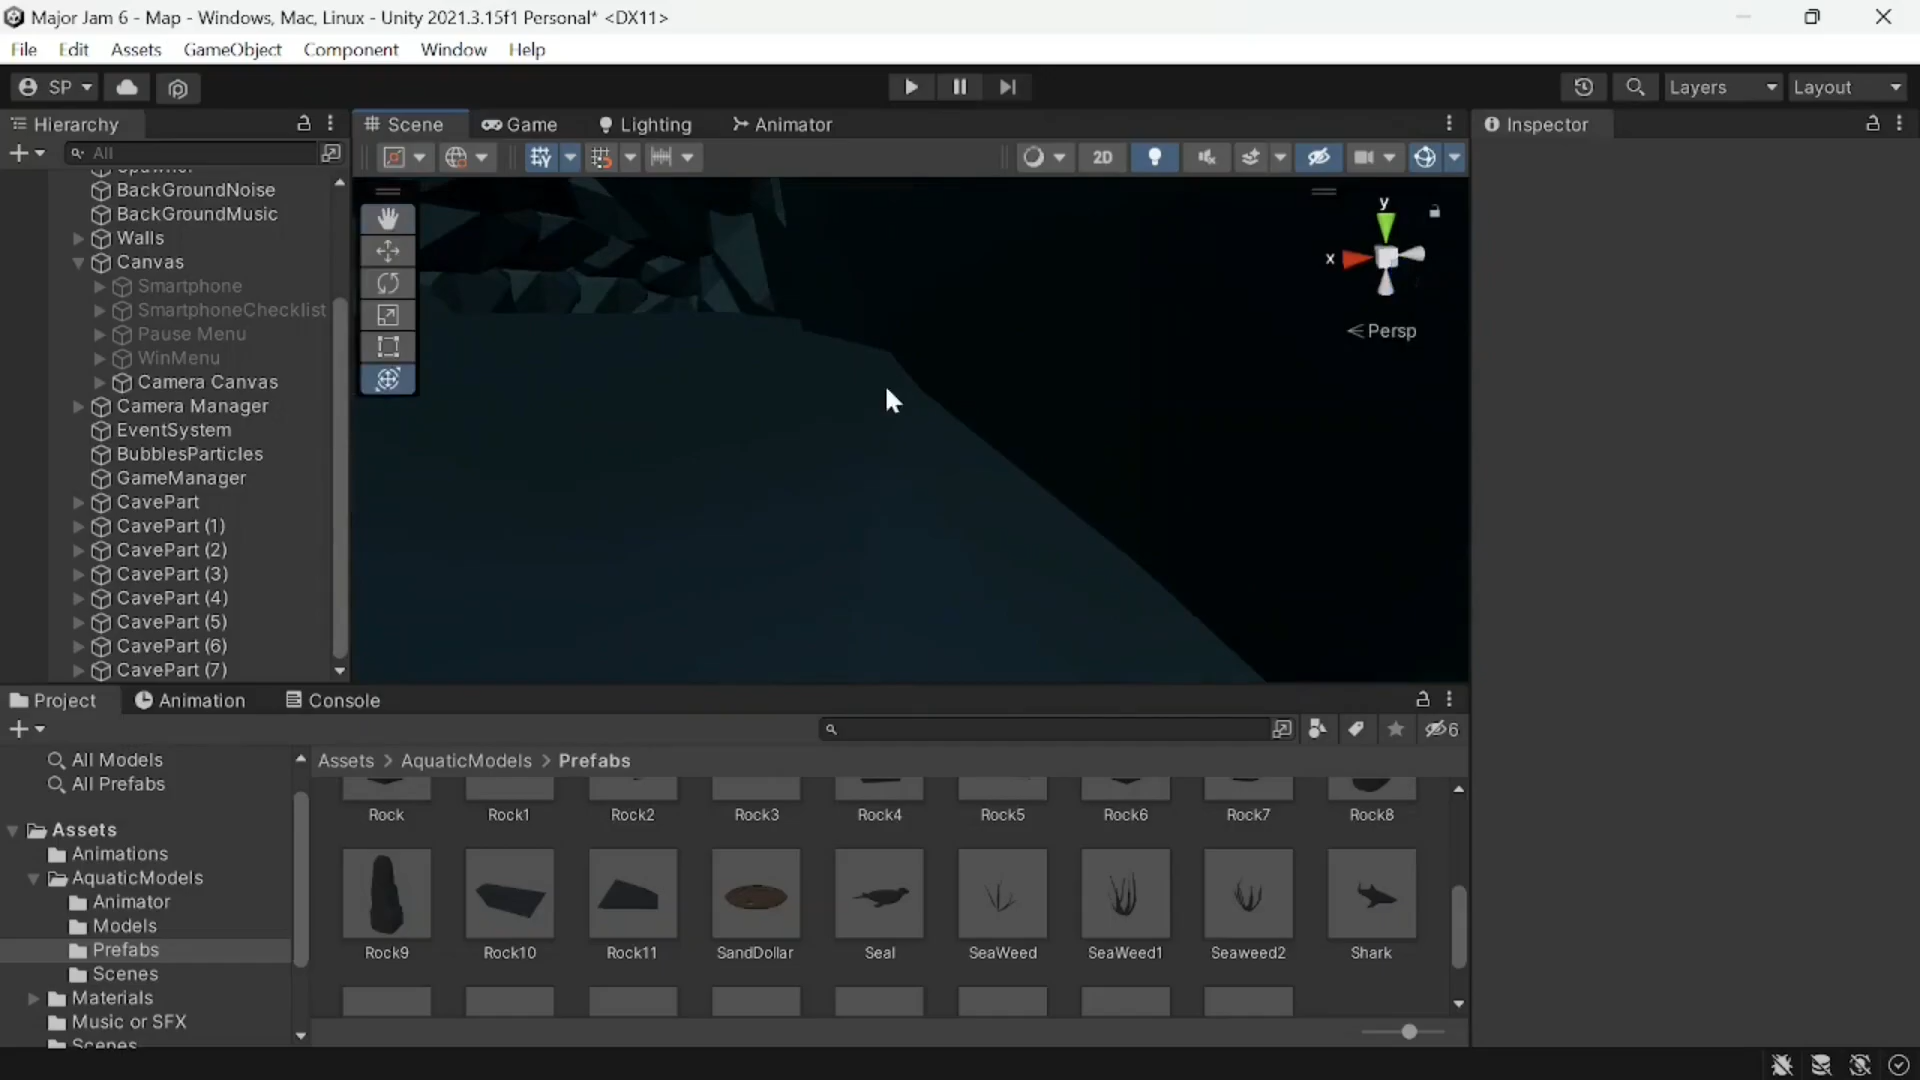 Major Jam 6 - Map - Windows, Mac, Linux - Unity 2021.3.15f1 Personal* <DX11>
File Edit Assets GameObject Component Window Help
SP Layers Layout
Hierarchy Scene Game Lighting Animator Inspector
All 2D
Spawner
BackGroundNoise
BackGroundMusic
Walls
Canvas
Smartphone
SmartphoneChecklist
Pause Menu
WinMenu
Camera Canvas
Camera Manager
EventSystem
BubblesParticles
GameManager
CavePart
CavePart (1)
CavePart (2)
CavePart (3)
CavePart (4)
CavePart (5)
CavePart (6)
CavePart (7)
y
x
Persp
Project Animation Console
6
All Models
All Prefabs
Assets
Animations
AquaticModels
Animator
Models
Prefabs
Scenes
Materials
Music or SFX
Scenes
Assets > AquaticModels > Prefabs
Rock Rock1 Rock2 Rock3 Rock4 Rock5 Rock6 Rock7 Rock8
Rock9 Rock10 Rock11 SandDollar Seal SeaWeed SeaWeed1 Seaweed2 Shark